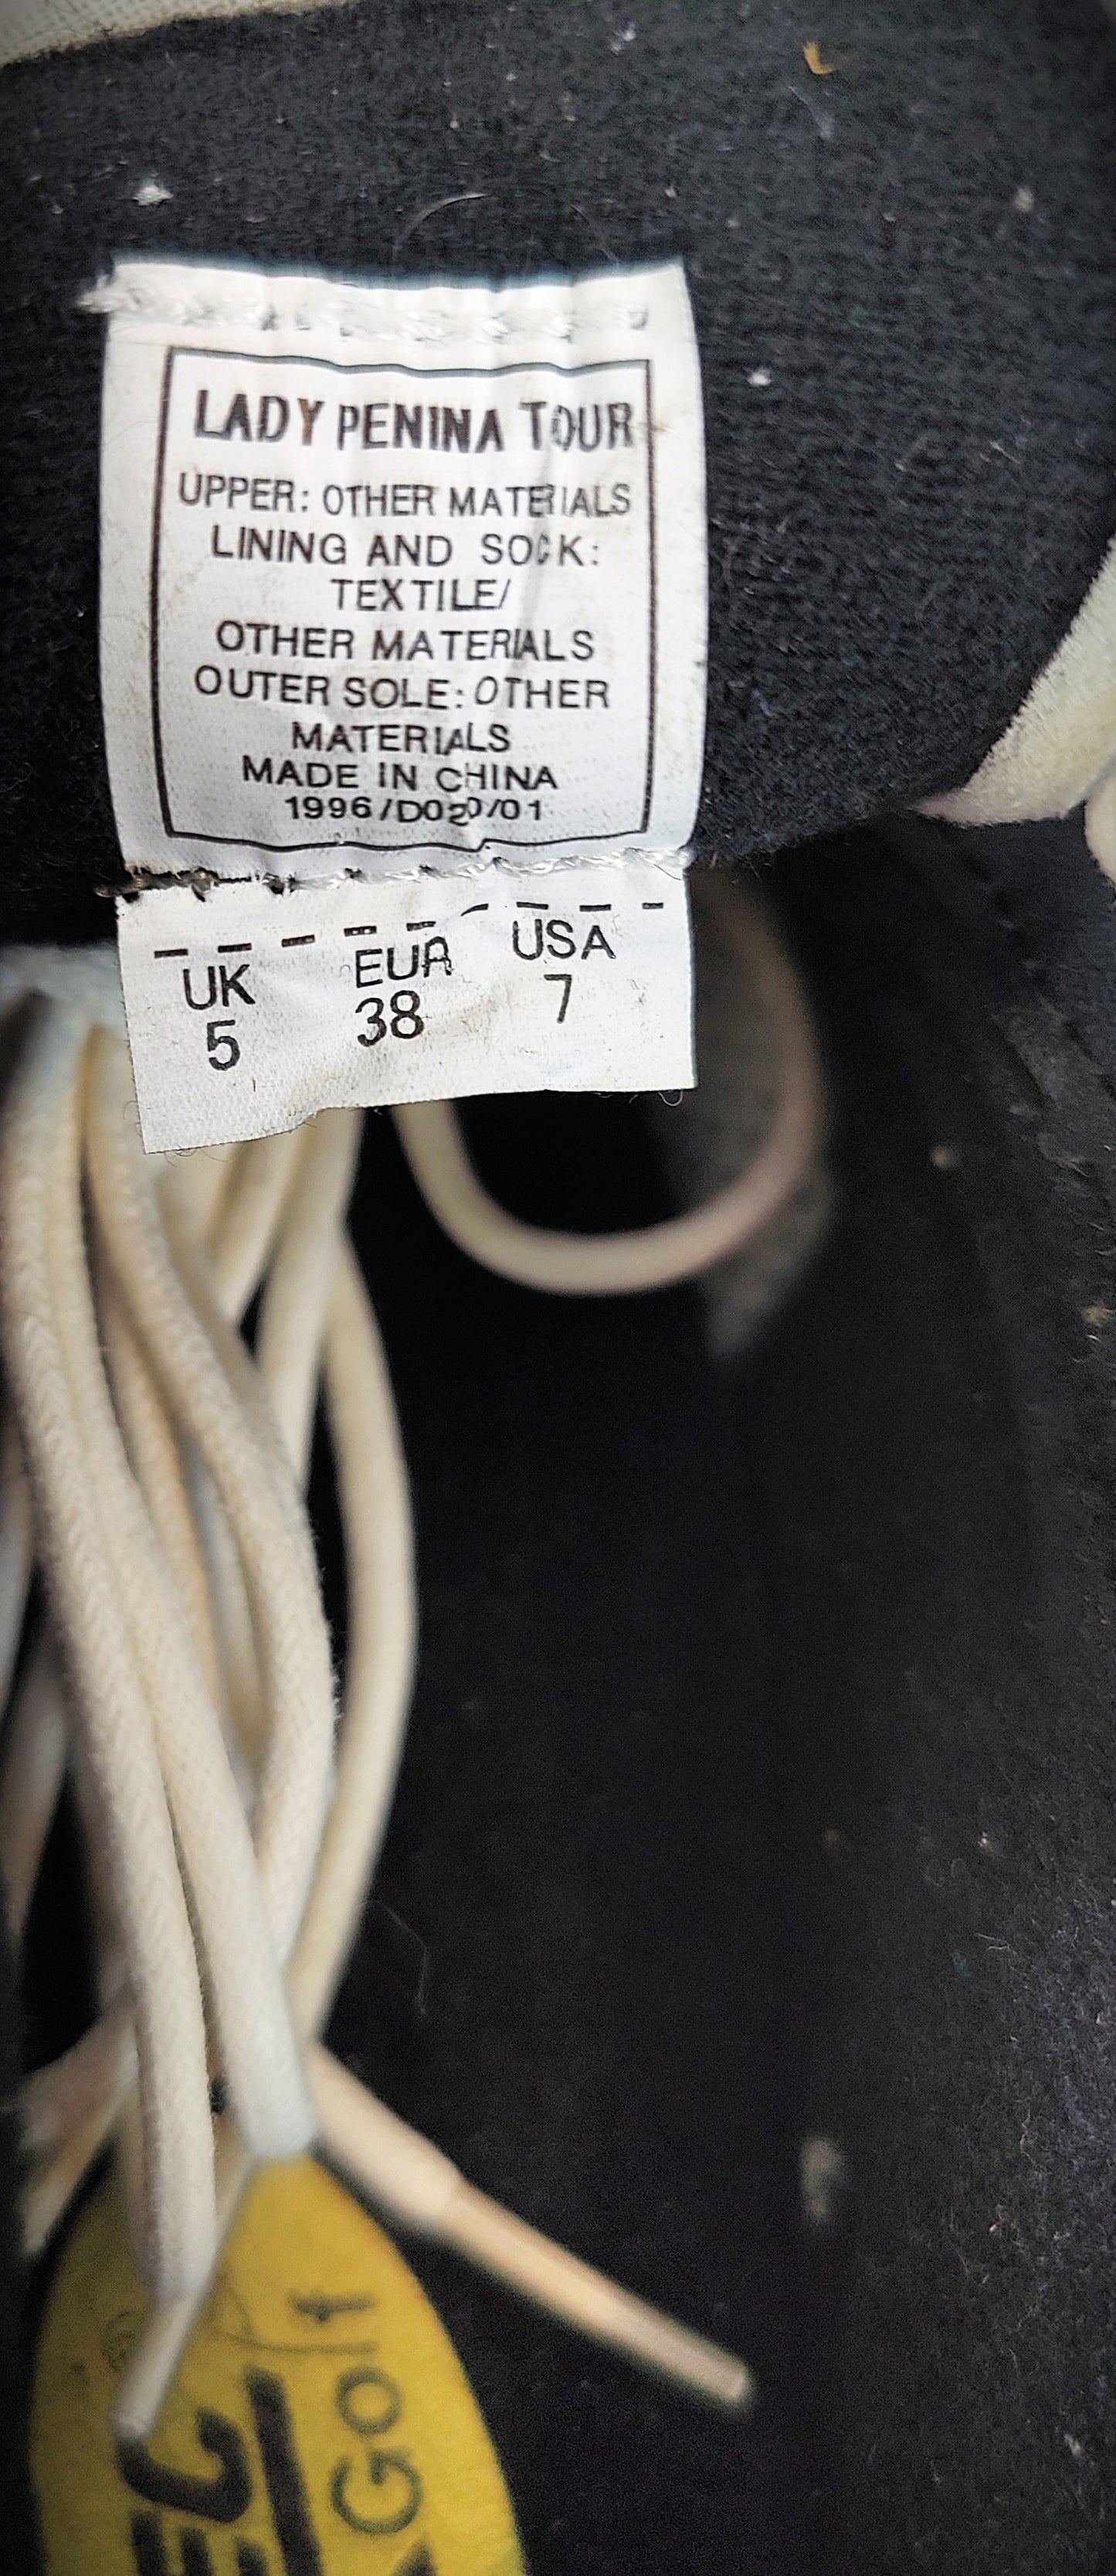 LADY PENINA TOUR
UPPER: OTHER MATERIALS
LINING AND SOCK:
TEXTILE/
OTHER MATERIALS
OUTER SOLE: OTHER
MATERIALS
MADE IN CHINA
1996/D020/01
UK EUR USA
5 38 7
Golf